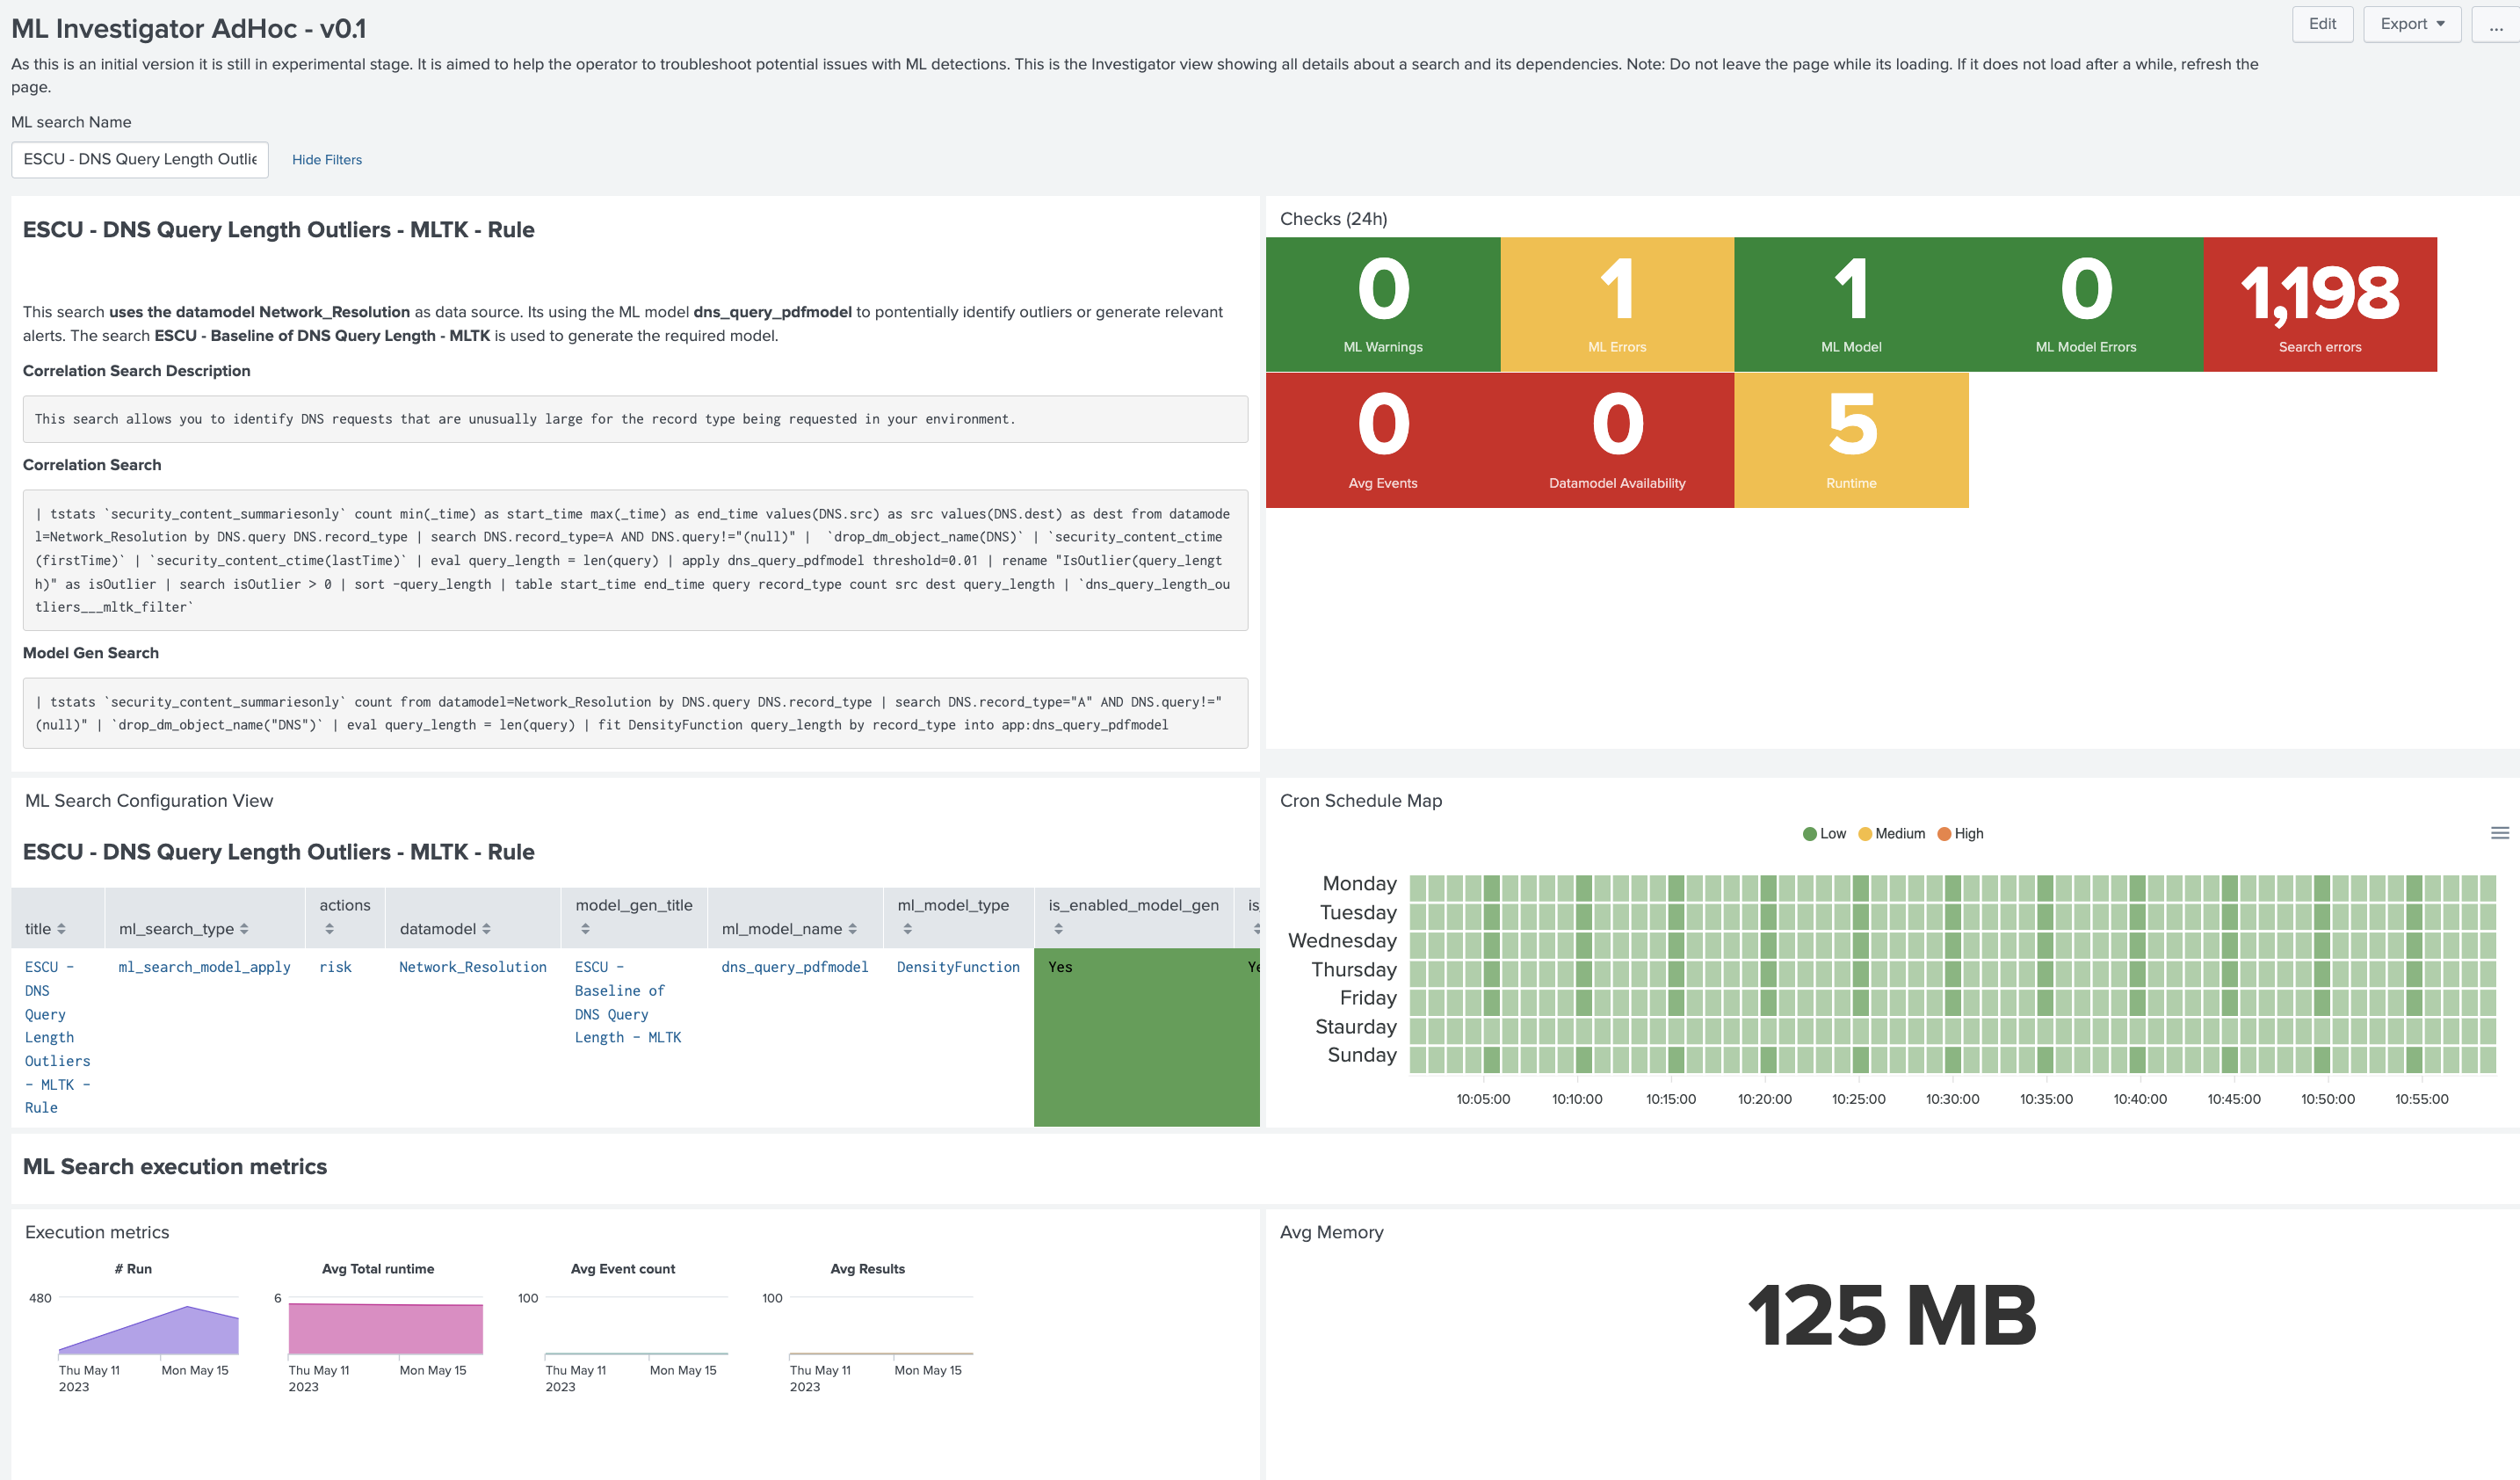 ML Investigator AdHoc - v0.1
Edit
Export
...
As this is an initial version it is still in experimental stage. It is aimed to help the operator to troubleshoot potential issues with ML detections. This is the Investigator view showing all details about a search and its dependencies. Note: Do not leave the page while its loading. If it does not load after a while, refresh the
page.
ML search Name
ESCU - DNS Query Length Outlie
Hide Filters
ESCU - DNS Query Length Outliers - MLTK - Rule
This search uses the datamodel Network_Resolution as data source. Its using the ML model dns_query_pdfmodel to pontentially identify outliers or generate relevant
alerts. The search ESCU - Baseline of DNS Query Length - MLTK is used to generate the required model.
Correlation Search Description
This search allows you to identify DNS requests that are unusually large for the record type being requested in your environment.
Correlation Search
| tstats `security_content_summariesonly` count min(_time) as start_time max(_time) as end_time values(DNS.src) as src values(DNS.dest) as dest from datamode
l=Network_Resolution by DNS.query DNS.record_type | search DNS.record_type=A AND DNS.query!="(null)" |  `drop_dm_object_name(DNS)` | `security_content_ctime
(firstTime)` | `security_content_ctime(lastTime)` | eval query_length = len(query) | apply dns_query_pdfmodel threshold=0.01 | rename "IsOutlier(query_lengt
h)" as isOutlier | search isOutlier > 0 | sort -query_length | table start_time end_time query record_type count src dest query_length | `dns_query_length_ou
tliers___mltk_filter`
Model Gen Search
| tstats `security_content_summariesonly` count from datamodel=Network_Resolution by DNS.query DNS.record_type | search DNS.record_type="A" AND DNS.query!="
(null)" | `drop_dm_object_name("DNS")` | eval query_length = len(query) | fit DensityFunction query_length by record_type into app:dns_query_pdfmodel
Checks (24h)
0
ML Warnings
1
ML Errors
1
ML Model
0
ML Model Errors
1,198
Search errors
0
Avg Events
0
Datamodel Availability
5
Runtime
ML Search Configuration View
ESCU - DNS Query Length Outliers - MLTK - Rule
title
ml_search_type
actions
datamodel
model_gen_title
ml_model_name
ml_model_type
is_enabled_model_gen
is_
ESCU -
DNS
Query
Length
Outliers
- MLTK -
Rule
ml_search_model_apply
risk
Network_Resolution
ESCU -
Baseline of
DNS Query
Length - MLTK
dns_query_pdfmodel
DensityFunction
Yes
Ye
Cron Schedule Map
Low
Medium
High
Monday
Tuesday
Wednesday
Thursday
Friday
Staurday
Sunday
10:05:00
10:10:00
10:15:00
10:20:00
10:25:00
10:30:00
10:35:00
10:40:00
10:45:00
10:50:00
10:55:00
ML Search execution metrics
Execution metrics
# Run
480
Thu May 11
2023
Mon May 15
Avg Total runtime
6
Thu May 11
2023
Mon May 15
Avg Event count
100
Thu May 11
2023
Mon May 15
Avg Results
100
Thu May 11
2023
Mon May 15
Avg Memory
125 MB